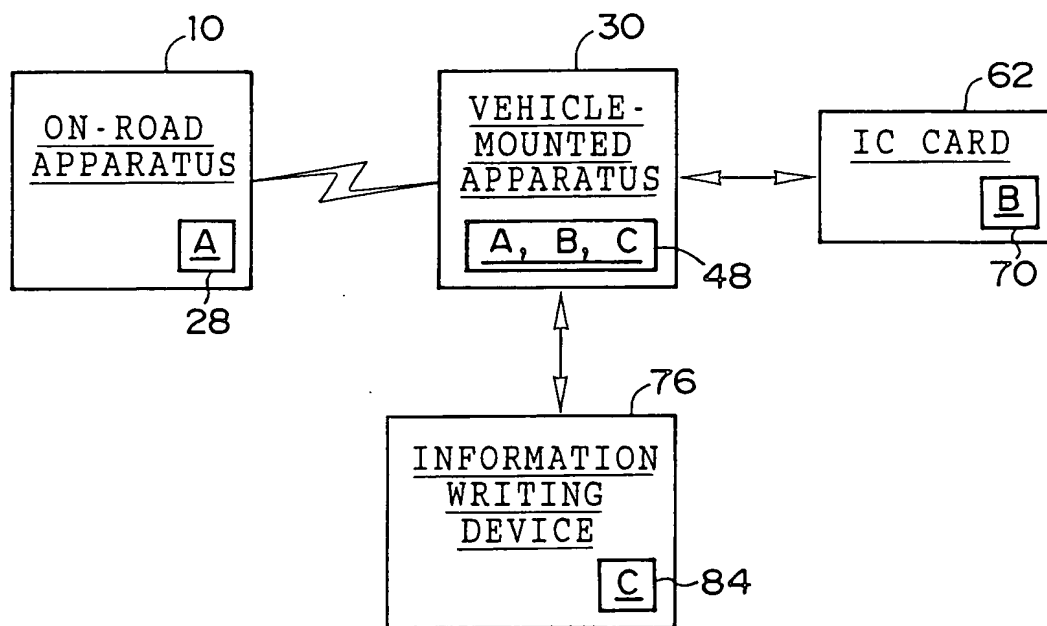 10
ON-ROAD
APPARATUS
A
28
30
VEHICLE-
MOUNTED
APPARATUS
A, B, C
48
62
IC CARD
B
70
76
INFORMATION
WRITING
DEVICE
C
84